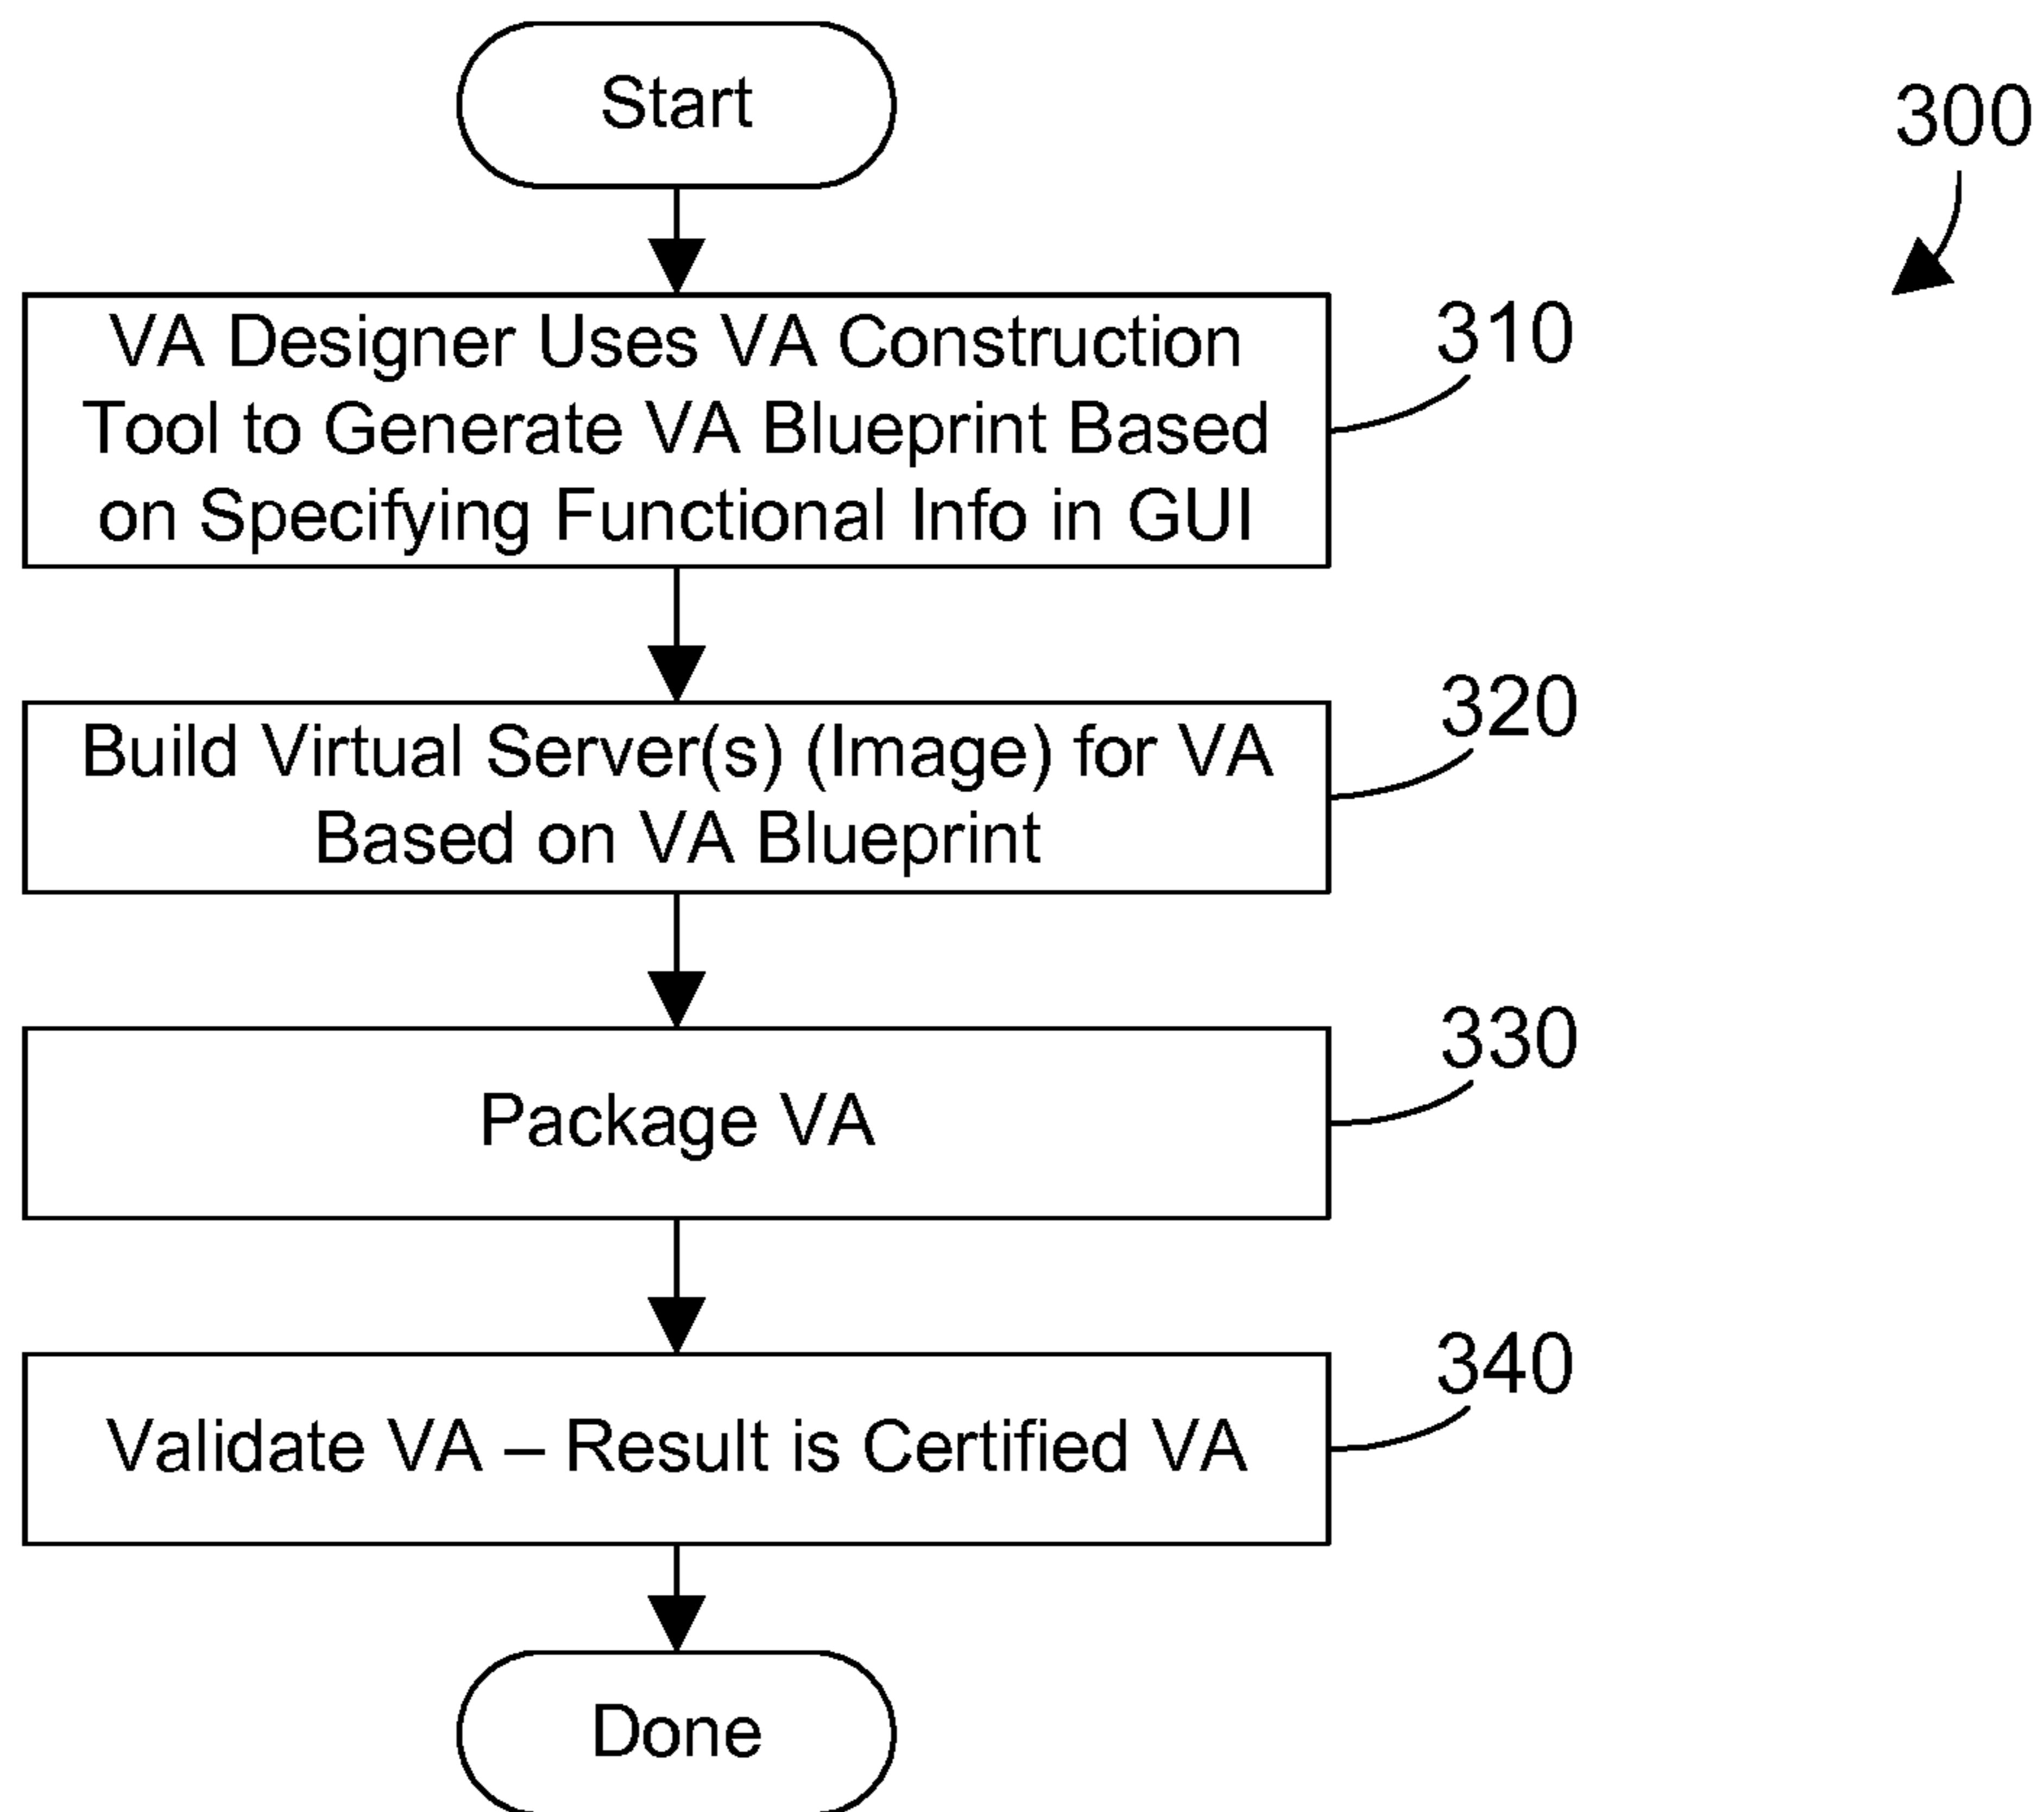 Start
300
VA Designer Uses VA Construction
Tool to Generate VA Blueprint Based
on Specifying Functional Info in GUI
310
Build Virtual Server(s) (Image) for VA
Based on VA Blueprint
320
Package VA
330
Validate VA – Result is Certified VA
340
Done